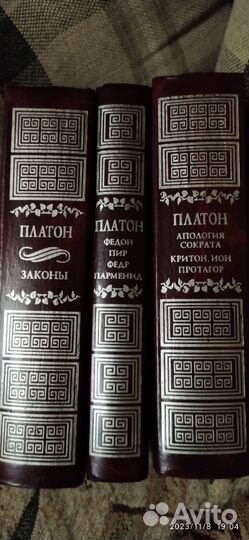 ПЛАТОН
ЗАКОНЫ
ПЛАТОН
ФЕДОН
ПИР
ФЕДР
ПАРМЕНИД
ПЛАТОН
АПОЛОГИЯ
СОКРАТА
КРИТОН, ИОН
ПРОТАГОР
Avito
2023/11/8 19:04